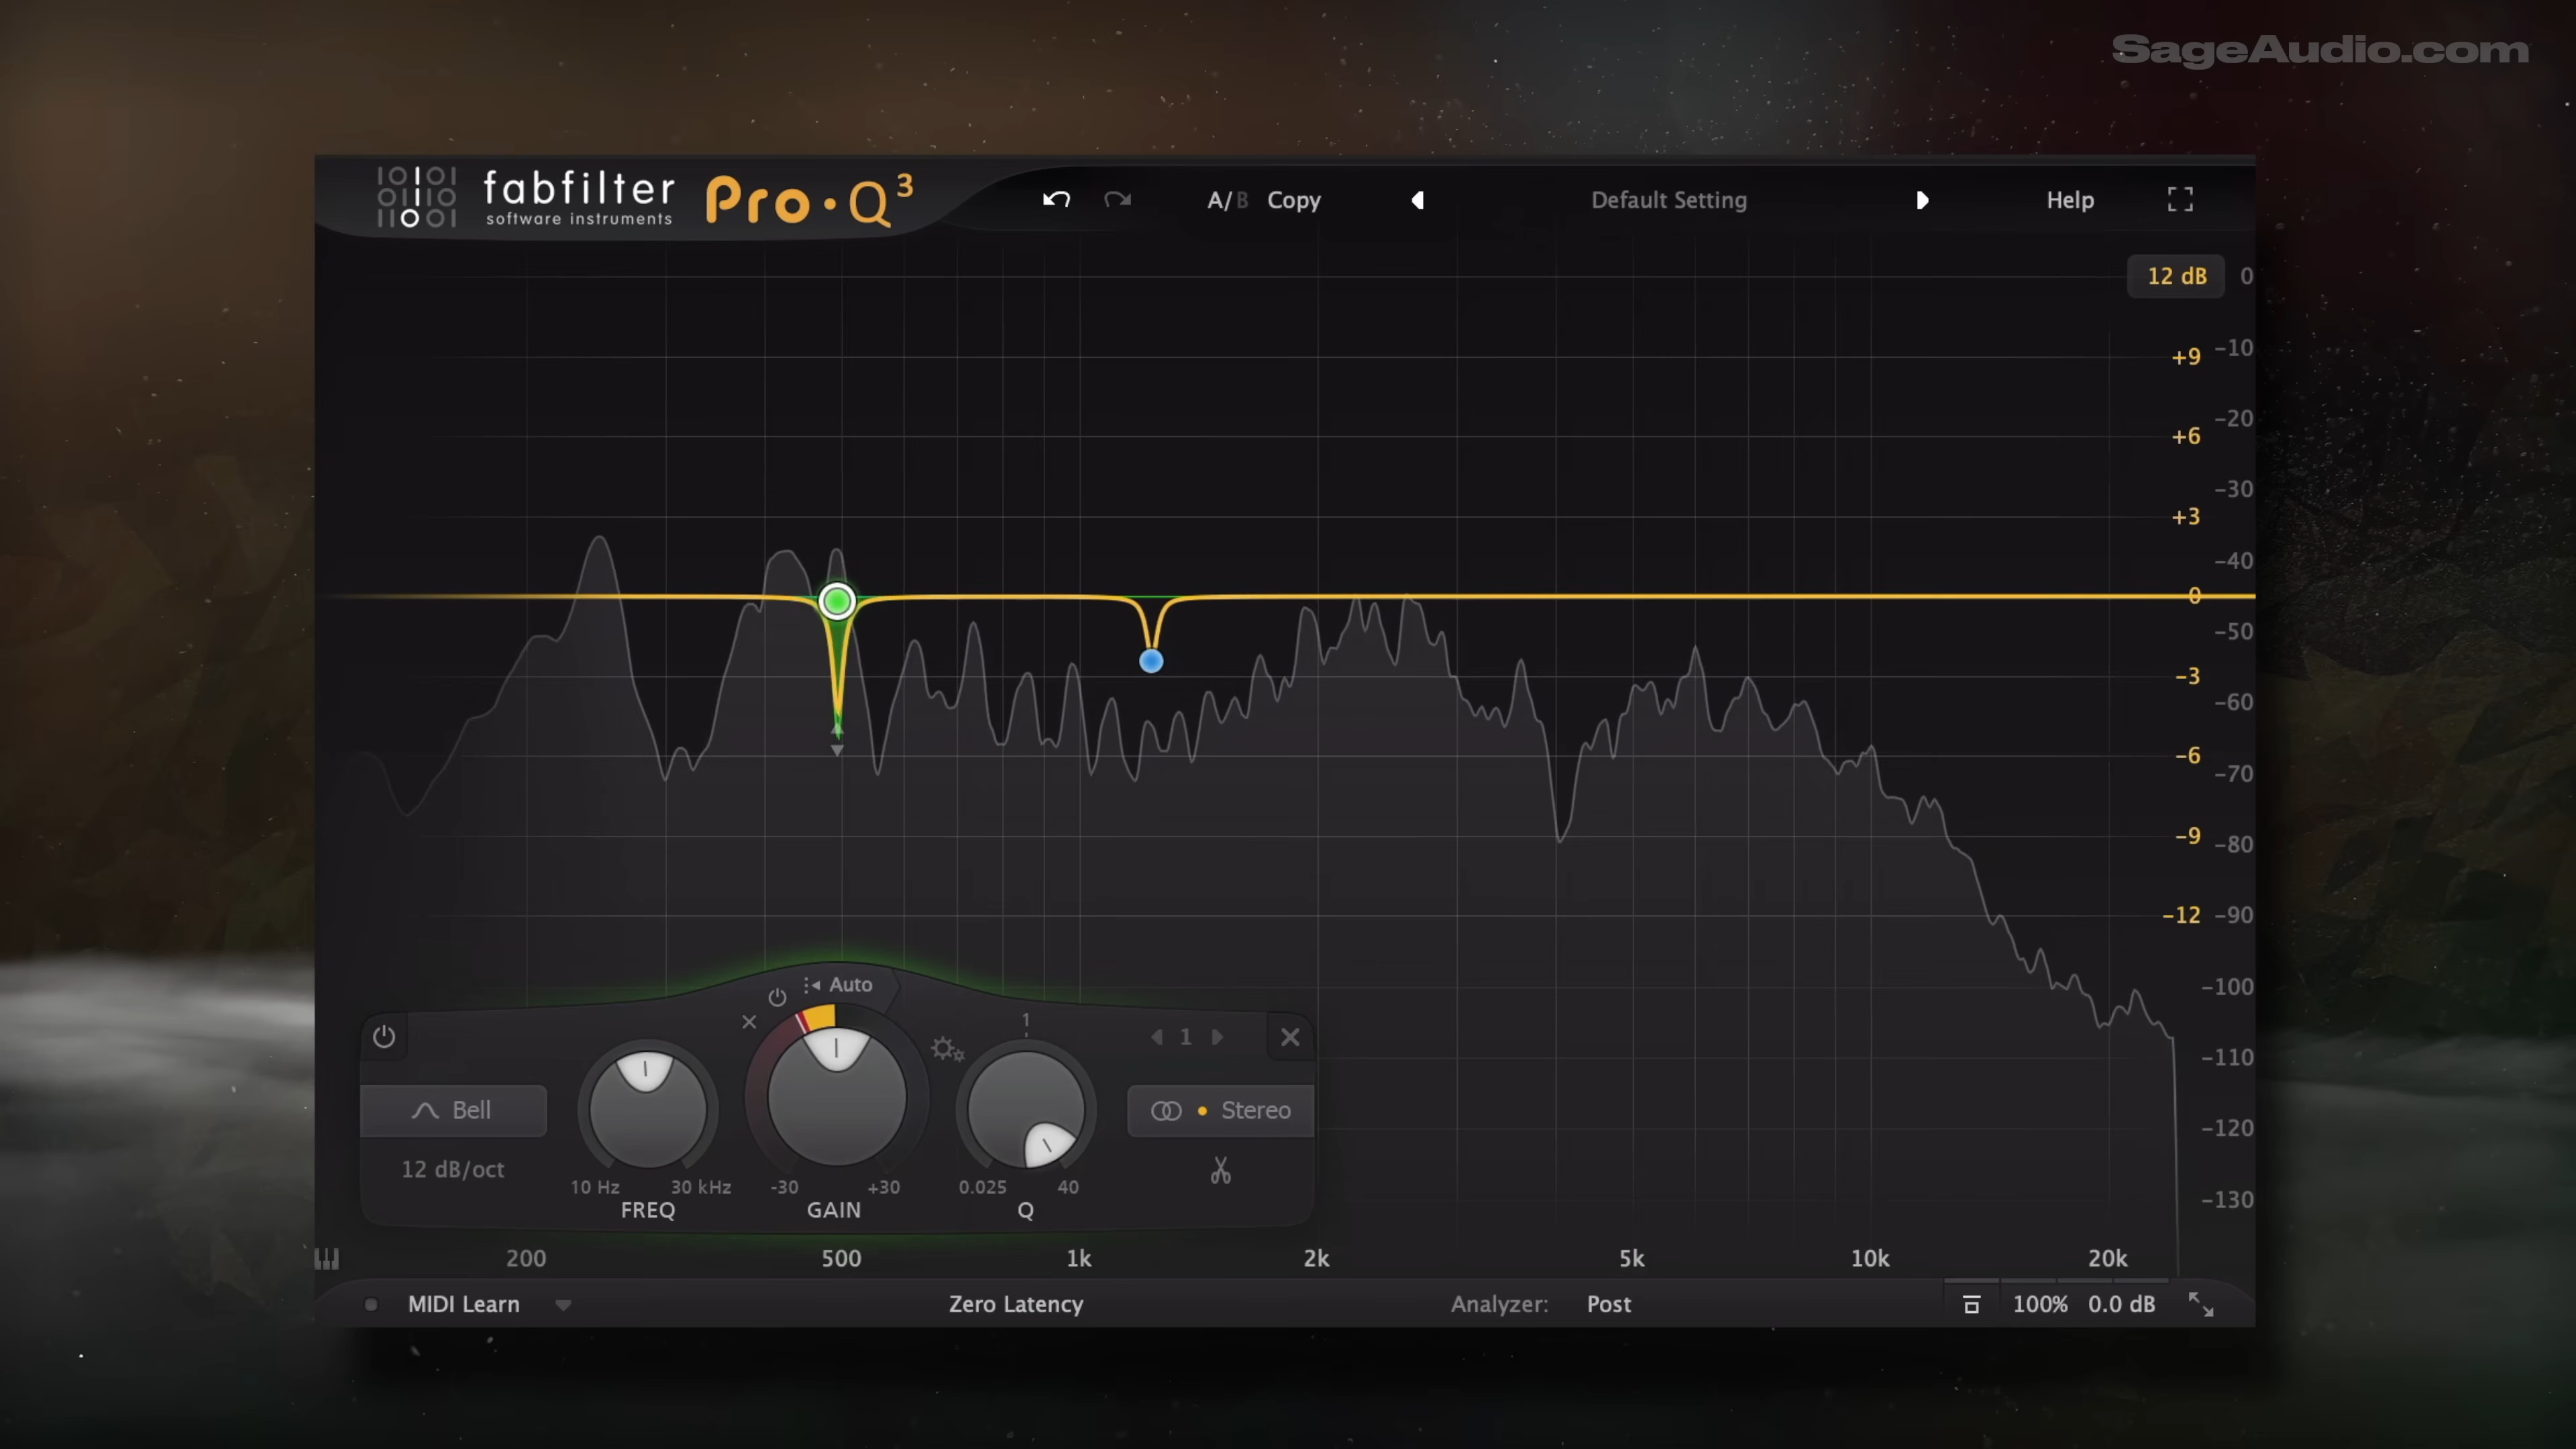 SageAudio.com
fabfilter
software instruments
Pro·Q3
A/B Copy
Default Setting
Help
12 dB 0
+9 -10
-20
+6
-30
+3
-40
0
-50
-3
-60
-6
-70
-9 -80
-12 -90
-100
-110
-120
-130
Auto
1
1
Bell
Stereo
12 dB/oct
10 Hz 30 kHz
-30 +30
0.025 40
FREQ
GAIN
Q
200 500 1k 2k 5k 10k 20k
MIDI Learn
Zero Latency
Analyzer: Post
100% 0.0 dB